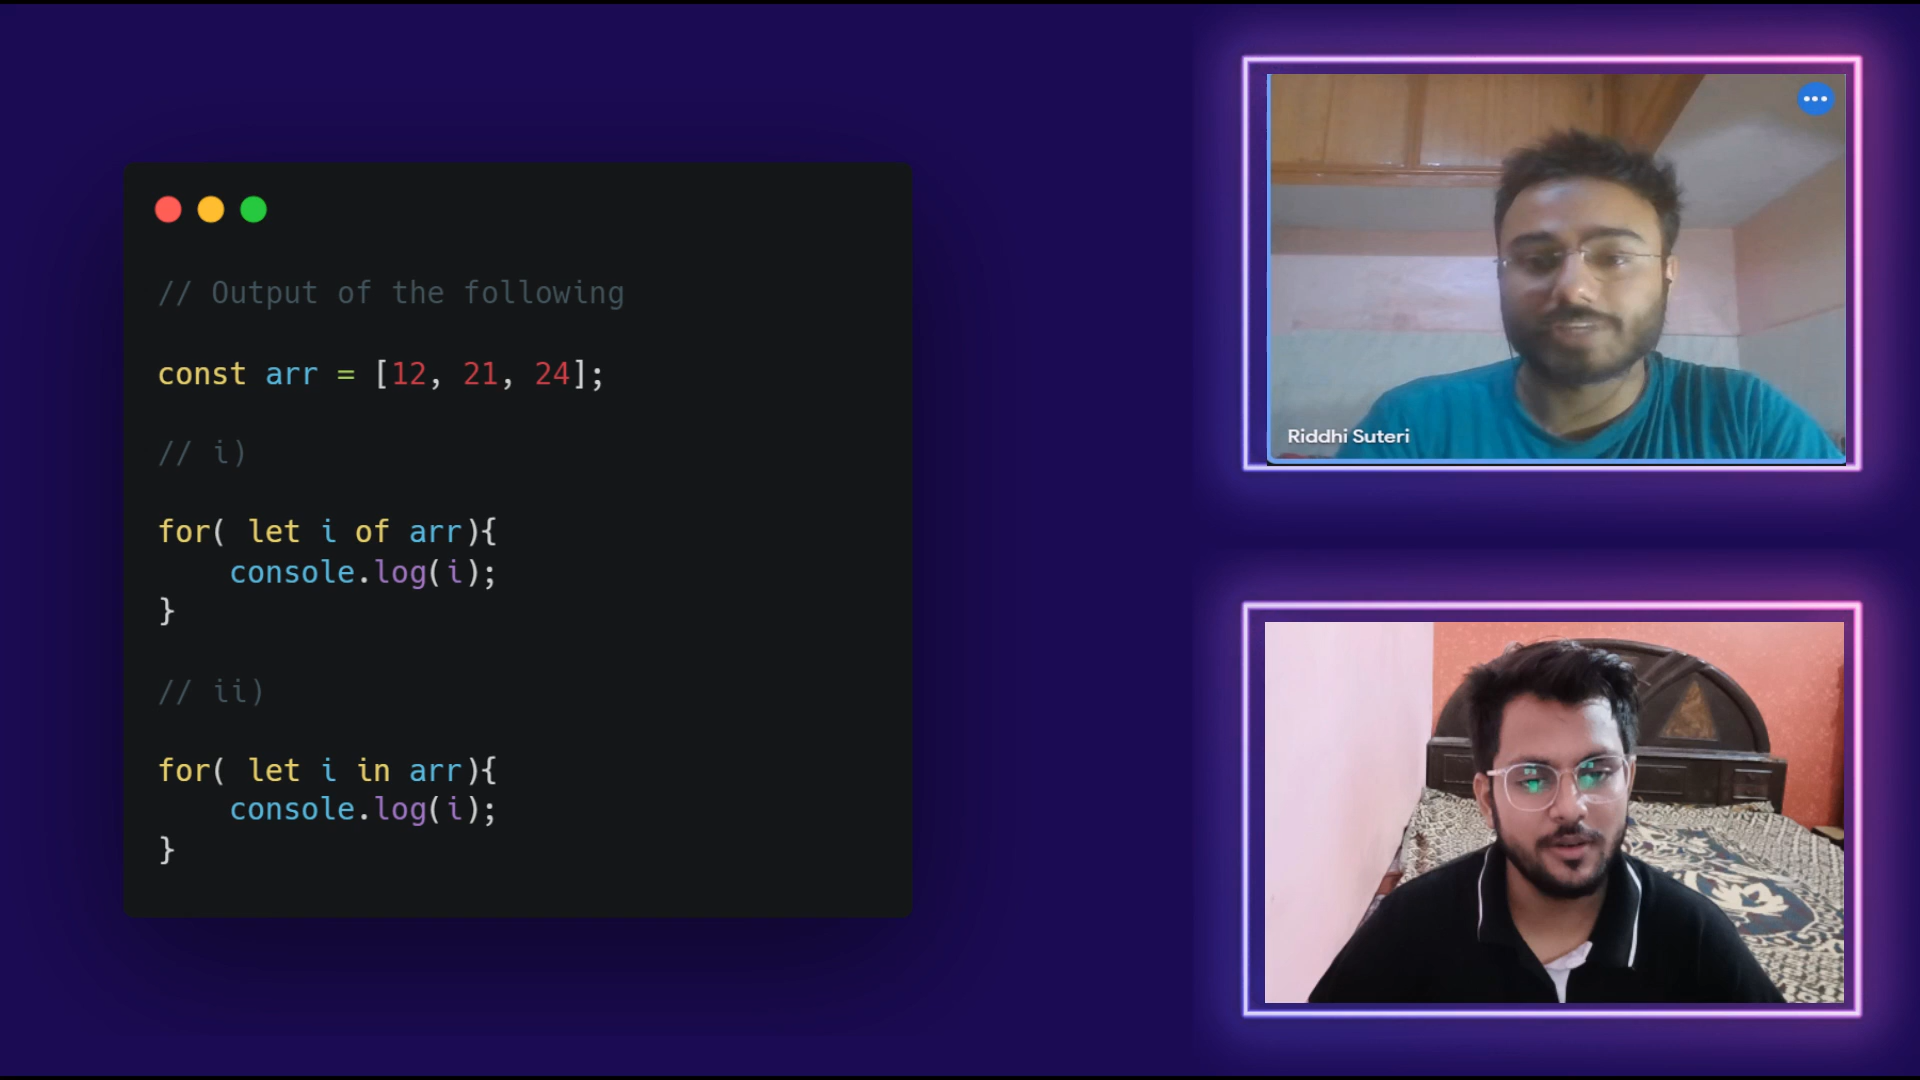 // Output of the following
const arr = [12, 21, 24];
// i)
for( let i of arr){
    console.log(i);
}
// ii)
for( let i in arr){
    console.log(i);
}
Riddhi Suteri